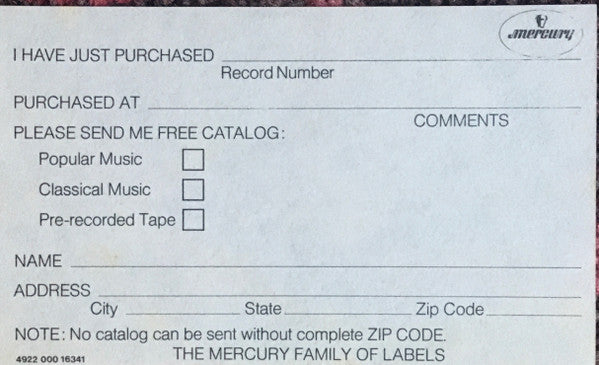 mercury
I HAVE JUST PURCHASED
Record Number
PURCHASED AT
COMMENTS
PLEASE SEND ME FREE CATALOG:
Popular Music
Classical Music
Pre-recorded Tape
NAME
ADDRESS
City State Zip Code
NOTE: No catalog can be sent without complete ZIP CODE.
4922 000 16341 THE MERCURY FAMILY OF LABELS